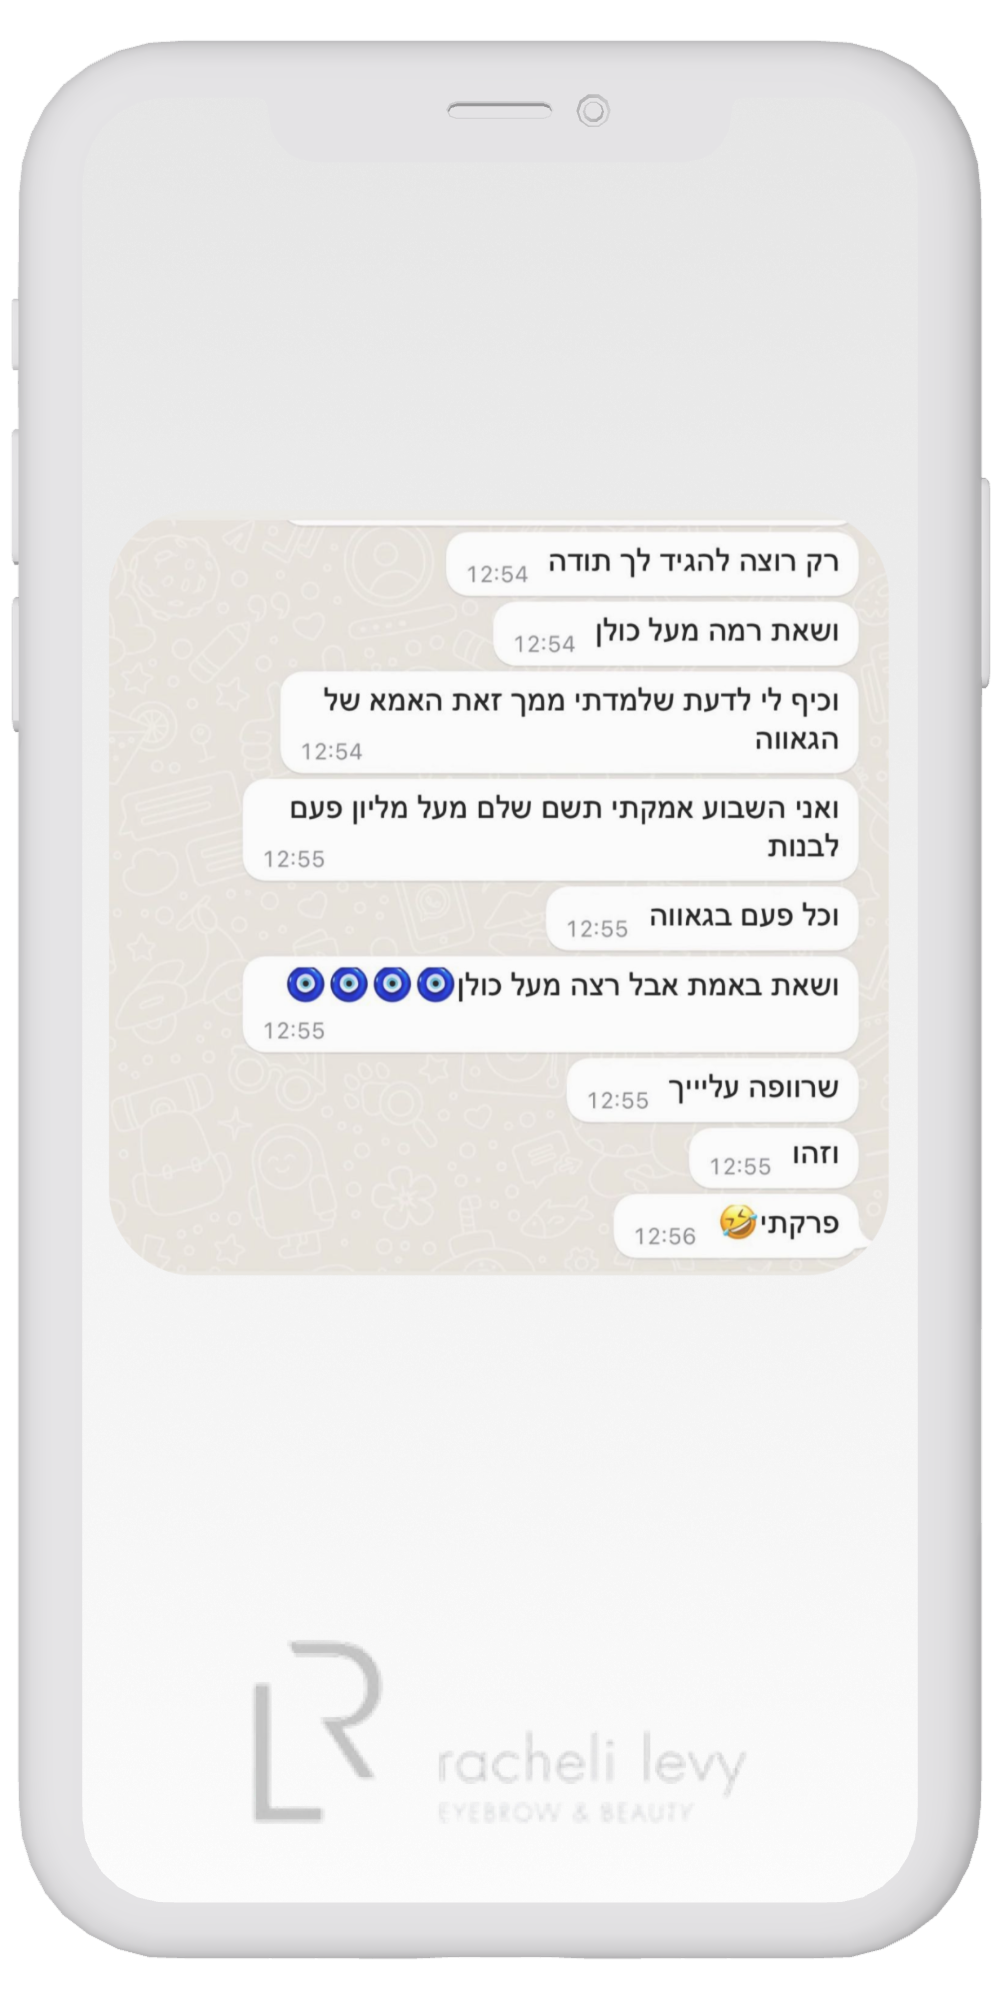 רק רוצה להגיד לך תודה
12:54
ושאת רמה מעל כולן
12:54
וכיף לי לדעת שלמדתי ממך זאת האמא של
הגאווה
12:54
ואני השבוע אמקתי תשם שלם מעל מליון פעם
לבנות
12:55
וכל פעם בגאווה
12:55
ושאת באמת אבל רצה מעל כולן🧿🧿🧿🧿
12:55
שרוופה עליייך
12:55
וזהו
12:55
פרקתי🤣
12:56
LR
racheli levy
EYEBROW & BEAUTY